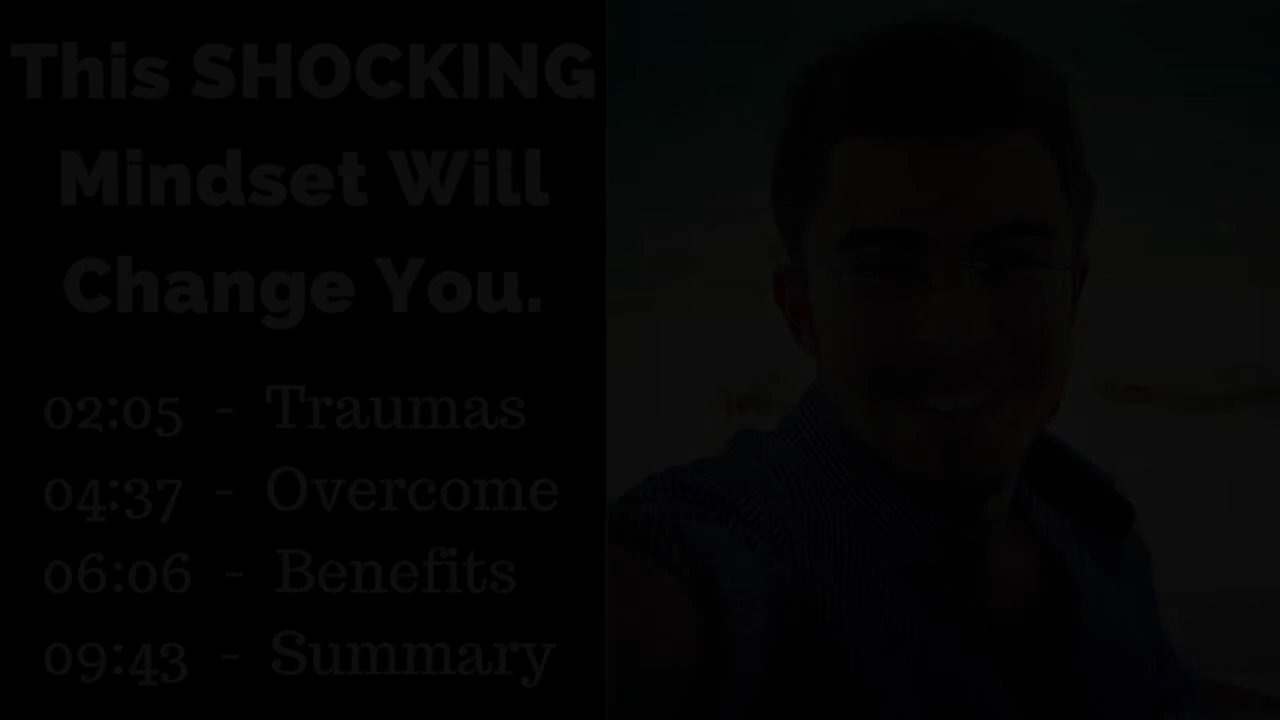 This SHOCKING
Mindset Will
Change You.
02:05 - Traumas
04:37 - Overcome
06:06 - Benefits
09:43 - Summary